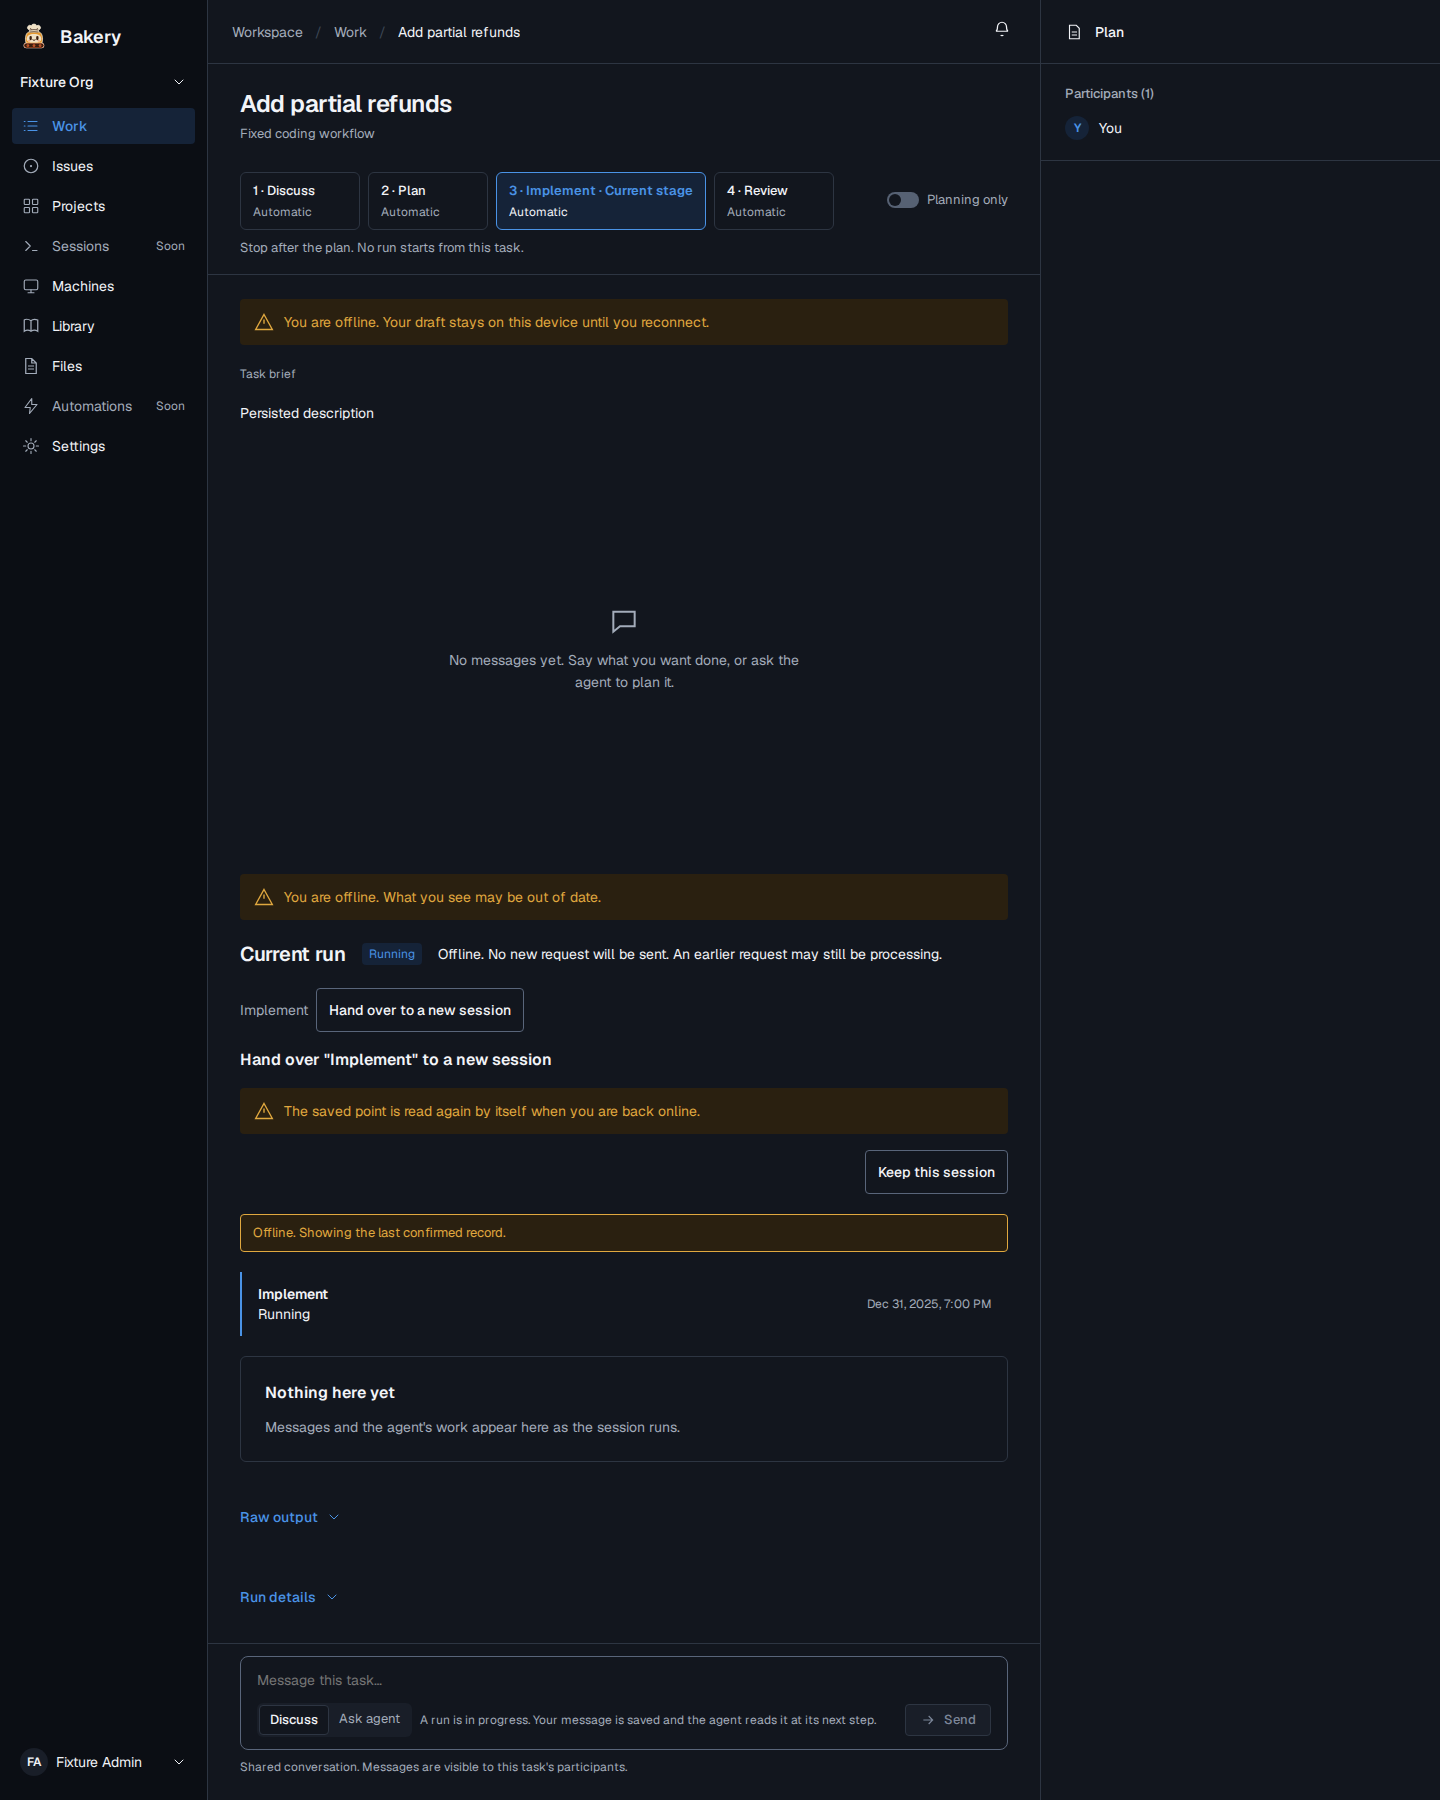 Bakery
Fixture Org
Work
Issues
Projects
Sessions Soon
Machines
Library
Files
Automations Soon
Settings
FA Fixture Admin
Workspace / Work / Add partial refunds
Add partial refunds
Fixed coding workflow
1 · Discuss
Automatic
2 · Plan
Automatic
3 · Implement · Current stage
Automatic
4 · Review
Automatic
Planning only
Stop after the plan. No run starts from this task.
You are offline. Your draft stays on this device until you reconnect.
Task brief
Persisted description
No messages yet. Say what you want done, or ask the
agent to plan it.
You are offline. What you see may be out of date.
Current run Running Offline. No new request will be sent. An earlier request may still be processing.
Implement Hand over to a new session
Hand over "Implement" to a new session
The saved point is read again by itself when you are back online.
Keep this session
Offline. Showing the last confirmed record.
Implement
Running
Dec 31, 2025, 7:00 PM
Nothing here yet
Messages and the agent's work appear here as the session runs.
Raw output
Run details
Message this task...
Discuss Ask agent A run is in progress. Your message is saved and the agent reads it at its next step. Send
Shared conversation. Messages are visible to this task's participants.
Plan
Participants (1)
Y You